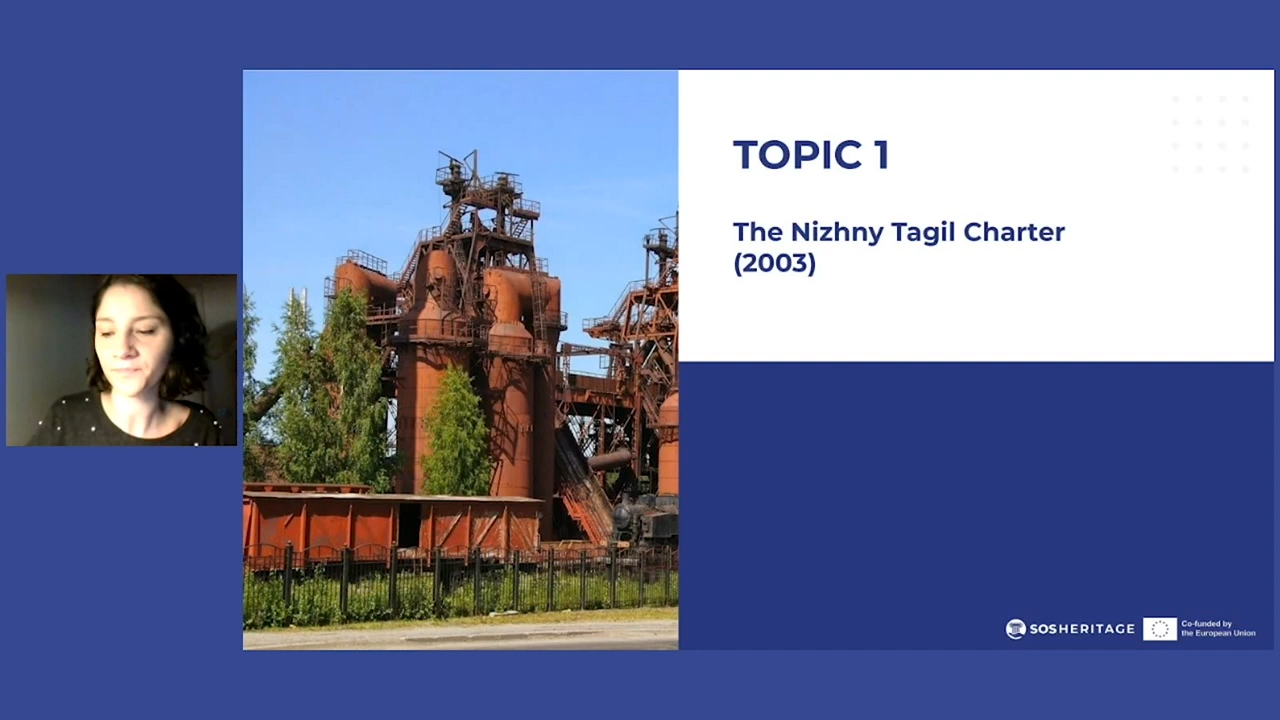 TOPIC 1
The Nizhny Tagil Charter
(2003)
SOSHERITAGE
Co-funded by
the European Union